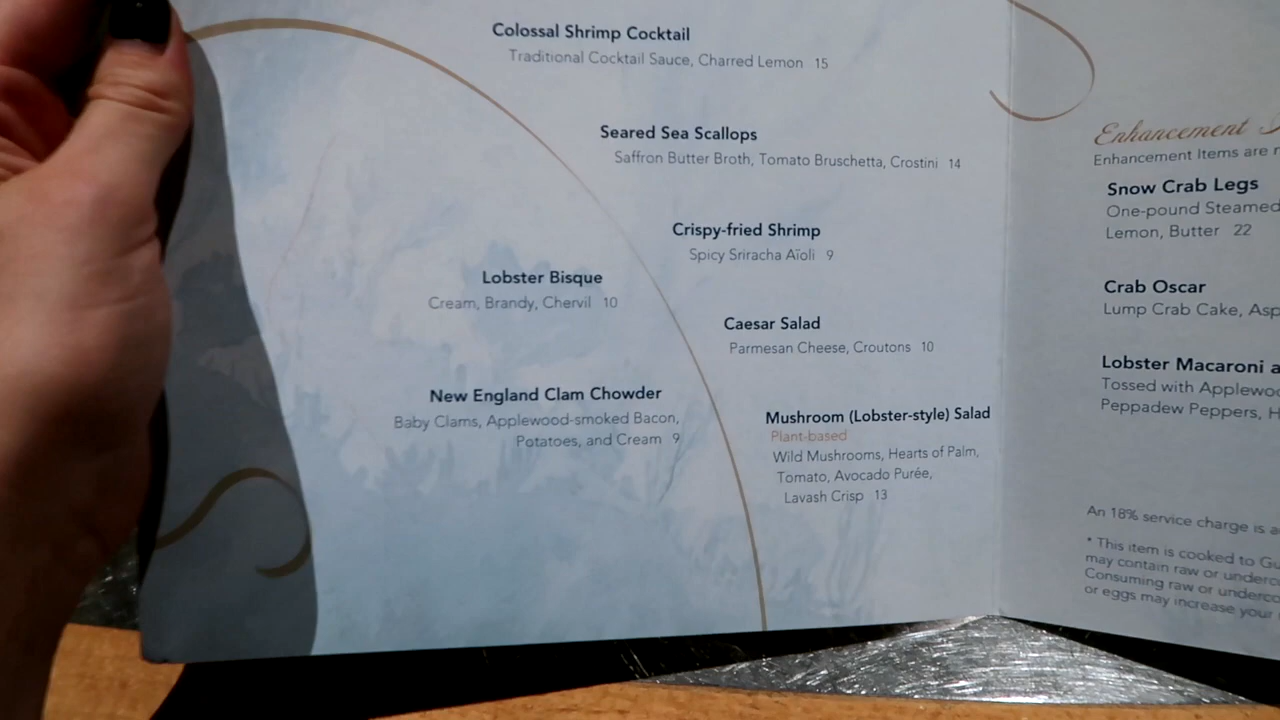 Colossal Shrimp Cocktail
Traditional Cocktail Sauce, Charred Lemon 15
Seared Sea Scallops
Saffron Butter Broth, Tomato Bruschetta, Crostini 14
Crispy-fried Shrimp
Spicy Sriracha Aïoli 9
Lobster Bisque
Cream, Brandy, Chervil 10
Caesar Salad
Parmesan Cheese, Croutons 10
New England Clam Chowder
Baby Clams, Applewood-smoked Bacon,
Potatoes, and Cream 9
Mushroom (Lobster-style) Salad
Plant-based
Wild Mushrooms, Hearts of Palm,
Tomato, Avocado Purée,
Lavash Crisp 13
Enhancement
Enhancement Items are
Snow Crab Legs
One-pound Steamed
Lemon, Butter 22
Crab Oscar
Lump Crab Cake,
Lobster Macaroni
Tossed with
Peppadew Peppers,
An 18% service charge is
* This item is cooked to
may contain raw or
Consuming raw or
or eggs may increase your